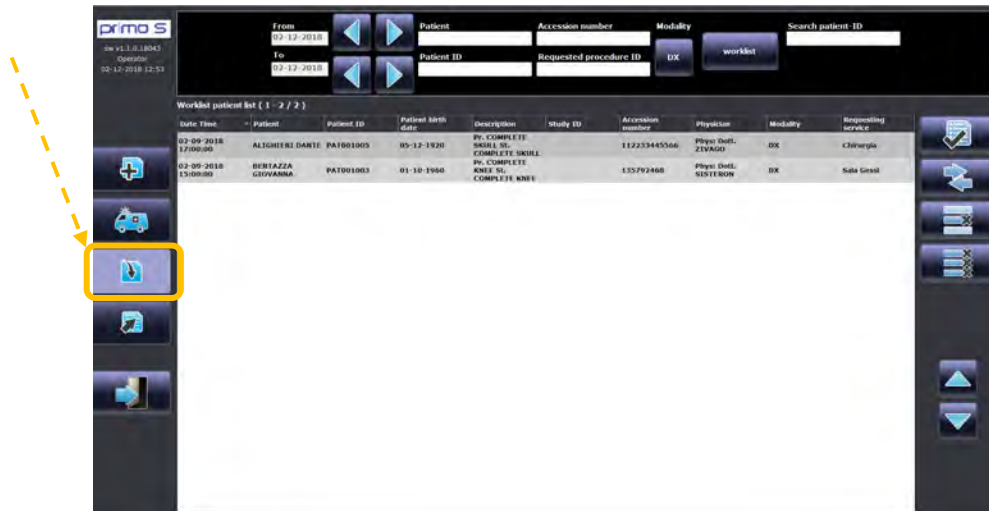 primo S
sw v1.1.0.18043
Operator
02-12-2018 12:53
From
02-12-2018
To
02-12-2018
Patient
Patient ID
Accession number
Requested procedure ID
Modality
DX
worklist
Search patient-ID
Worklist patient list ( 1 - 2 / 2 )
Date Time Patient Patient ID Patient birth date Description Study ID Accession number Physician Modality Requesting service
02-09-2018 17:00:00 ALIGHIERI DANTE PAT001005 05-12-1920 Pr. COMPLETE SKULL St. COMPLETE SKULL 112233445566 Phys: Dott. ZIVAGO DX Chirurgia
02-09-2018 15:00:00 BERTAZZA GIOVANNA PAT001003 01-10-1960 Pr. COMPLETE KNEE St. COMPLETE KNEE 135792468 Phys: Dott. SISTERON DX Sala Gessi